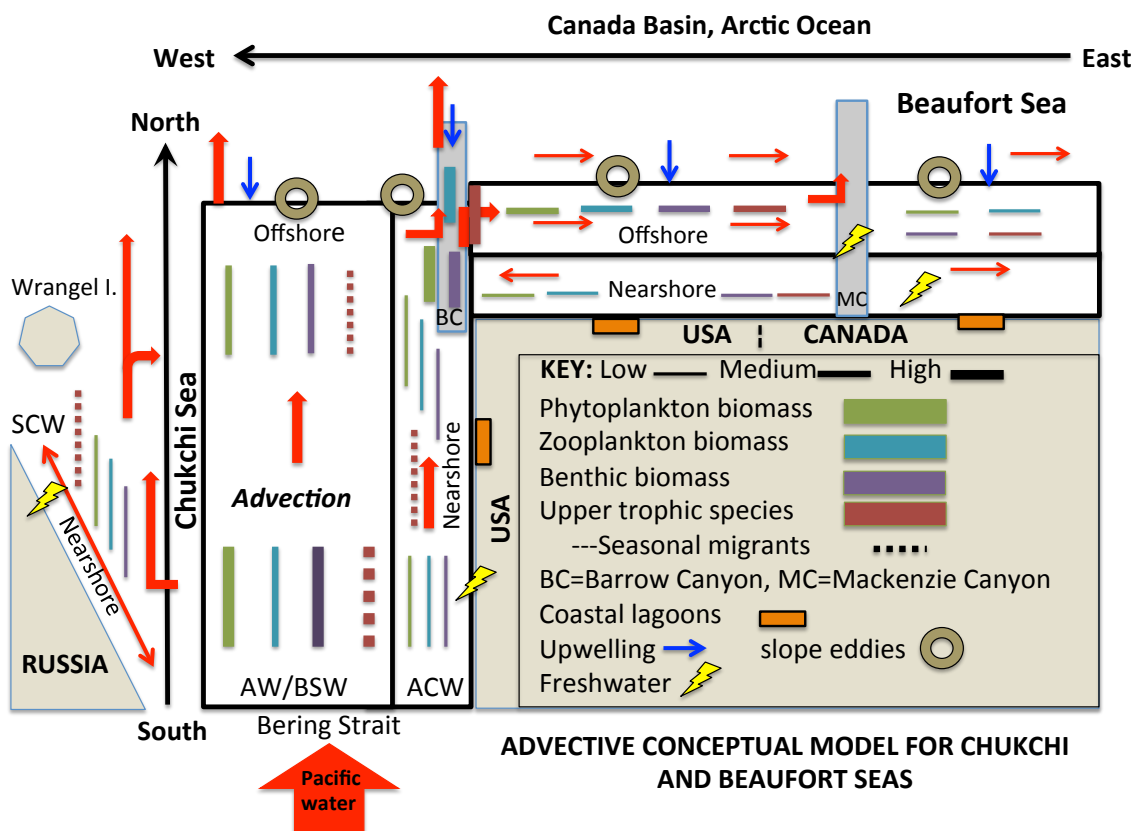 Canada Basin, Arctic Ocean
West
East
North
Beaufort Sea
Offshore
Offshore
Wrangel I.
Nearshore
BC
MC
USA
CANADA
KEY: Low
Medium
High
Phytoplankton biomass
SCW
Chukchi Sea
Zooplankton biomass
Nearshore
Benthic biomass
Advection
USA
Upper trophic species
---Seasonal migrants
Nearshore
BC=Barrow Canyon, MC=Mackenzie Canyon
Coastal lagoons
RUSSIA
Upwelling
slope eddies
AW/BSW
ACW
Freshwater
South
Bering Strait
ADVECTIVE CONCEPTUAL MODEL FOR CHUKCHI
AND BEAUFORT SEAS
Pacific
water